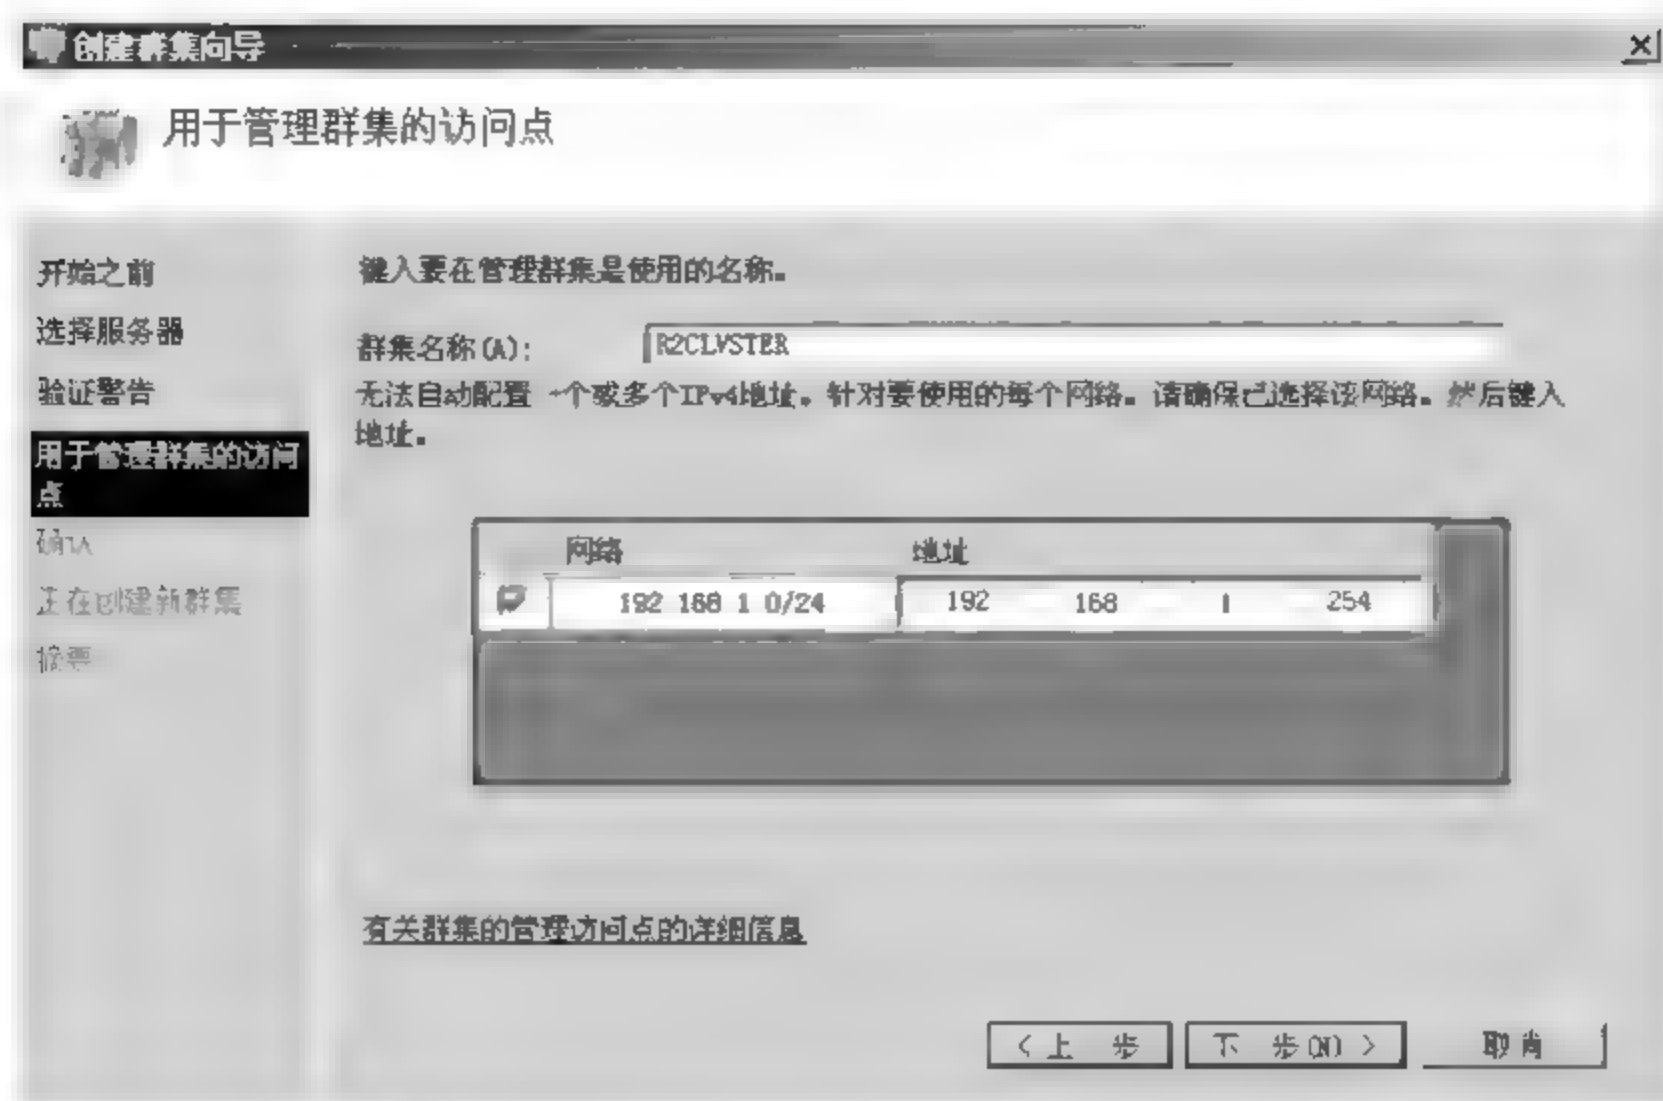 创建群集向导
用于管理群集的访问点
开始之前
选择服务器
验证警告
用于管理群集的访问
点
确认
正在创建新群集
摘要
键入要在管理群集是使用的名称。
群集名称(A):
R2CLVSTER
无法自动配置一个或多个IPv4地址。针对要使用的每个网络。请确保已选择该网络。然后键入
地址。
网络 地址
192 168 1 0/24 192 168 1 254
有关群集的管理访问点的详细信息
<上 步 下 步(N)> 取消